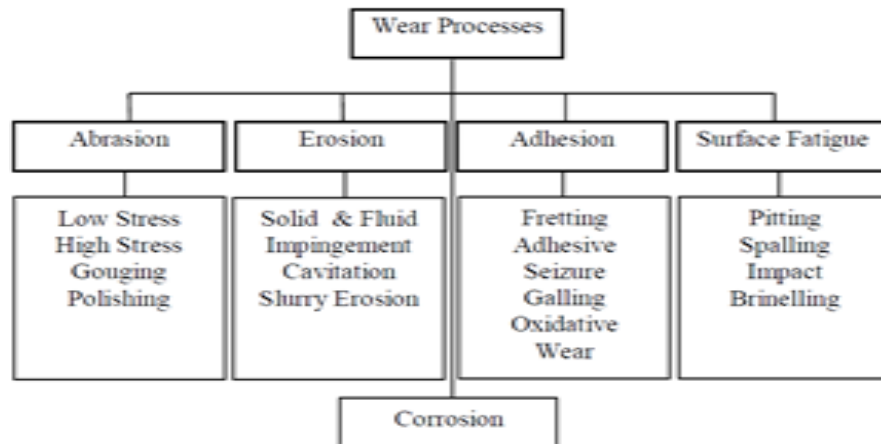 Wear Processes
Abrasion
Erosion
Adhesion
Surface Fatigue
Low Stress
High Stress
Gouging
Polishing
Solid & Fluid
Impingement
Cavitation
Slurry Erosion
Fretting
Adhesive
Seizure
Galling
Oxidative
Wear
Pitting
Spalling
Impact
Brinelling
Corrosion